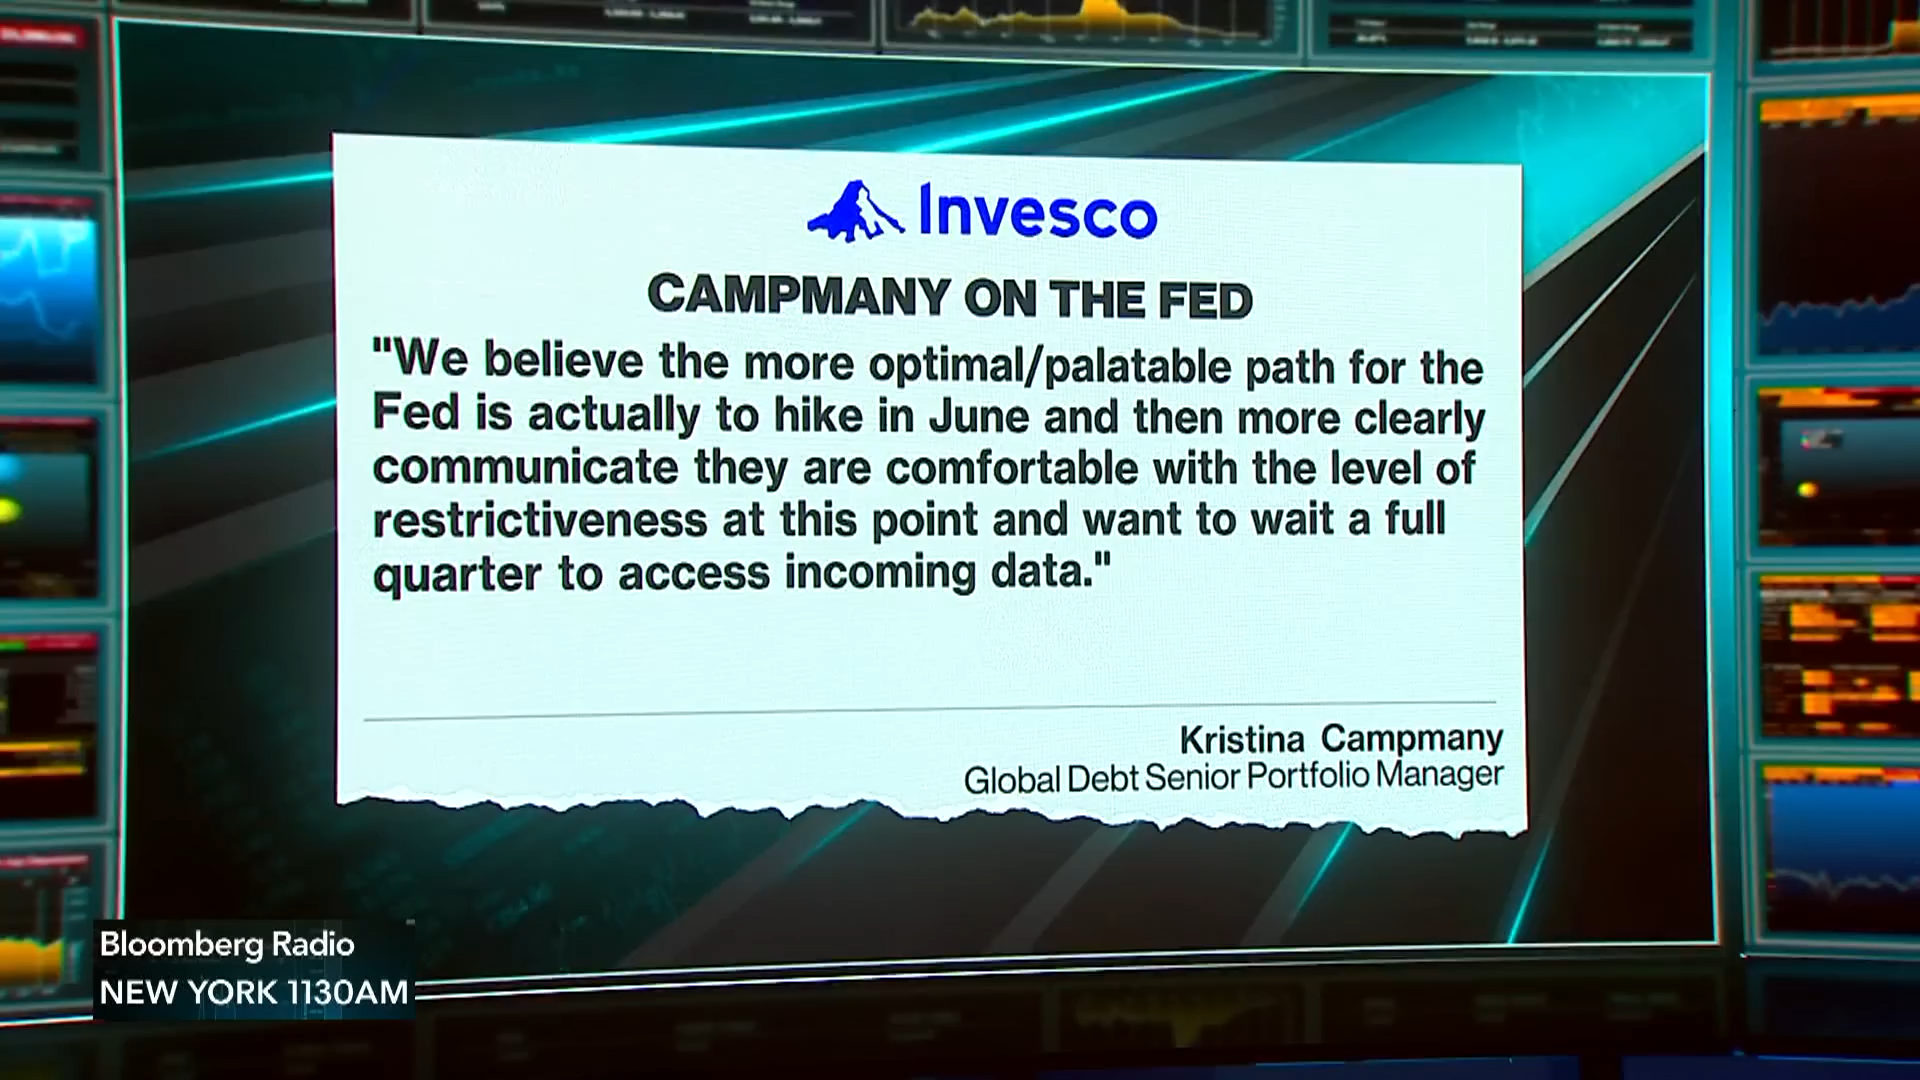 Invesco
CAMPMANY ON THE FED
"We believe the more optimal/palatable path for the
Fed is actually to hike in June and then more clearly
communicate they are comfortable with the level of
restrictiveness at this point and want to wait a full
quarter to access incoming data."
Kristina Campmany
Global Debt Senior Portfolio Manager
Bloomberg Radio
NEW YORK 1130AM